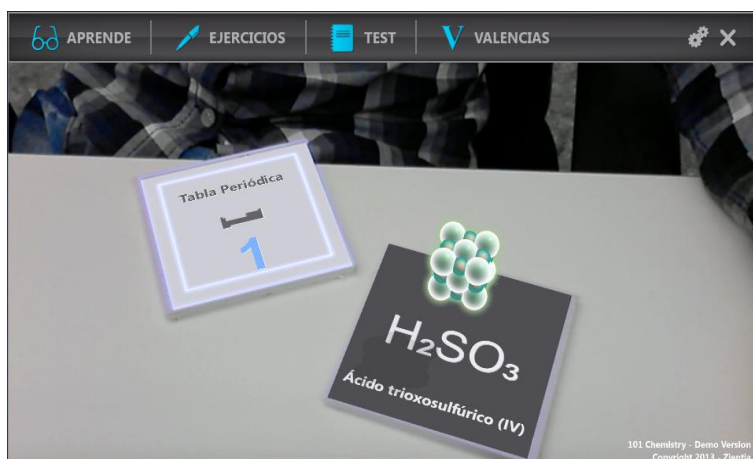 APRENDE EJERCICIOS TEST V VALENCIAS
Tabla Periódica
1
H₂SO₃
Ácido trioxosulfúrico (IV)
101 Chemistry - Demo Version
Copyright 2013 - Zientia